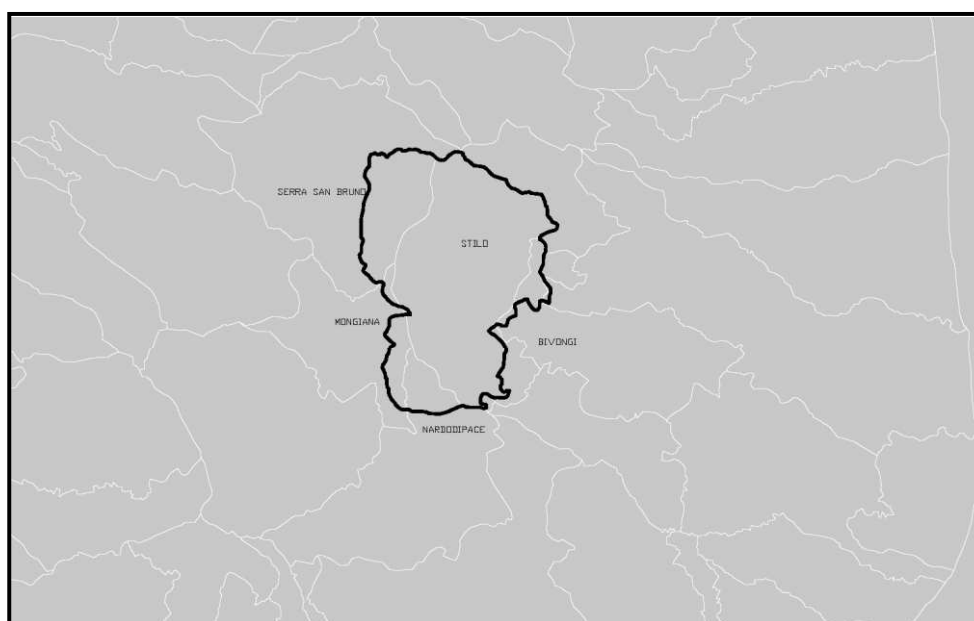 SERRA SAN BRUNO
STILO
MONGIANA
BIVONGI
NARDODIPACE